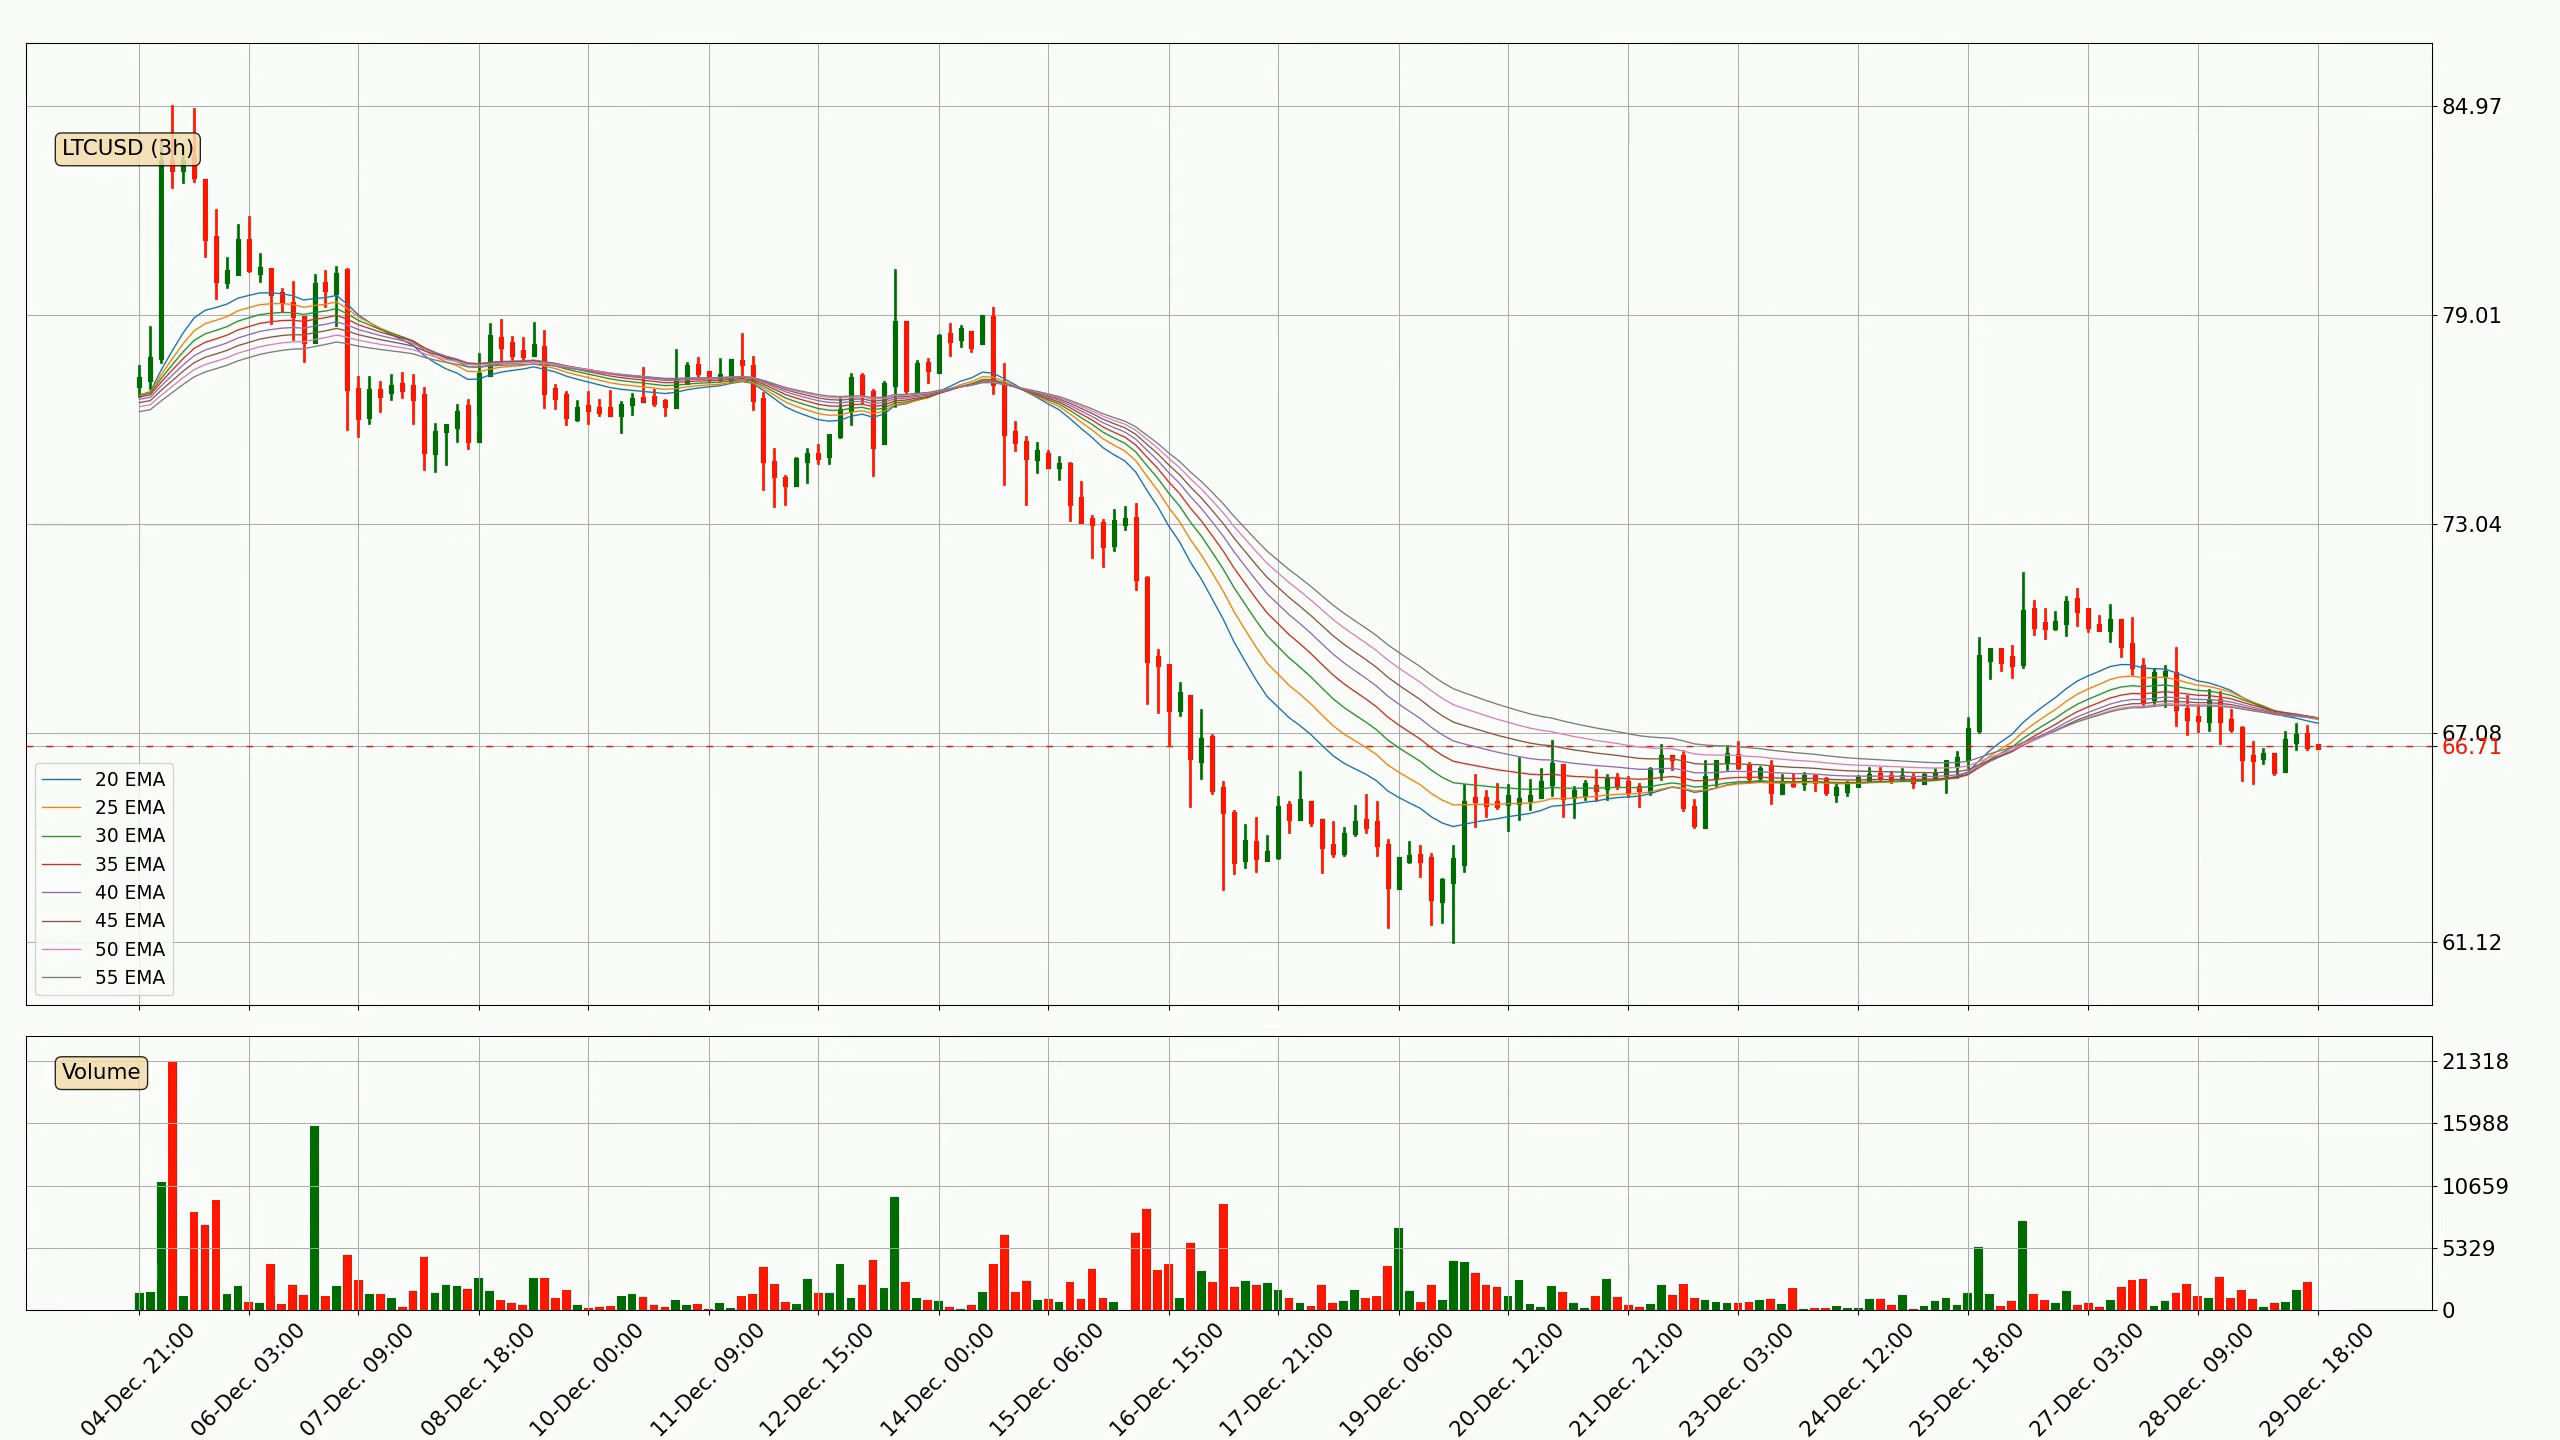 84.97
LTCUSD (3h)
79.01
73.04
67.08
66.71
20 EMA
25 EMA
30 EMA
35 EMA
40 EMA
45 EMA
50 EMA
55 EMA
61.12
Volume
21318
15988
10659
5329
0
04-Dec. 21:00
06-Dec. 03:00
07-Dec. 09:00
08-Dec. 18:00
10-Dec. 00:00
11-Dec. 09:00
12-Dec. 15:00
14-Dec. 00:00
15-Dec. 06:00
16-Dec. 15:00
17-Dec. 21:00
19-Dec. 06:00
20-Dec. 12:00
21-Dec. 21:00
23-Dec. 03:00
24-Dec. 12:00
25-Dec. 18:00
27-Dec. 03:00
28-Dec. 09:00
29-Dec. 18:00